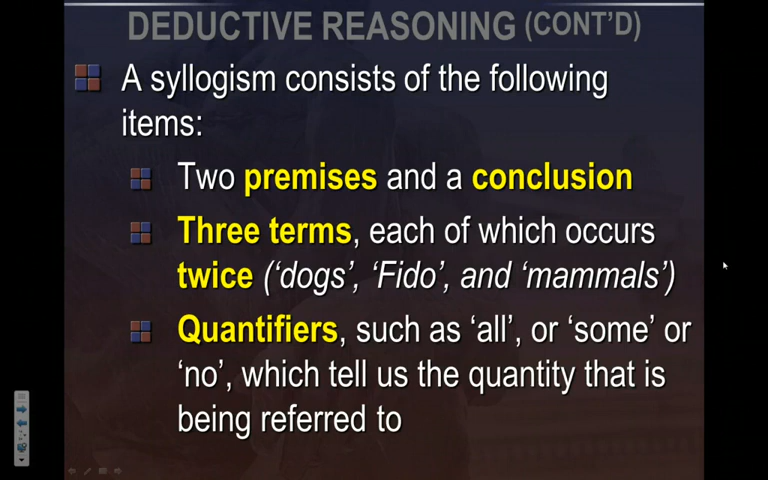 DEDUCTIVE REASONING (CONT’D)
A syllogism consists of the following
items:
Two premises and a conclusion
Three terms, each of which occurs
twice (‘dogs’, ‘Fido’, and ‘mammals’)
Quantifiers, such as ‘all’, or ‘some’ or
‘no’, which tell us the quantity that is
being referred to